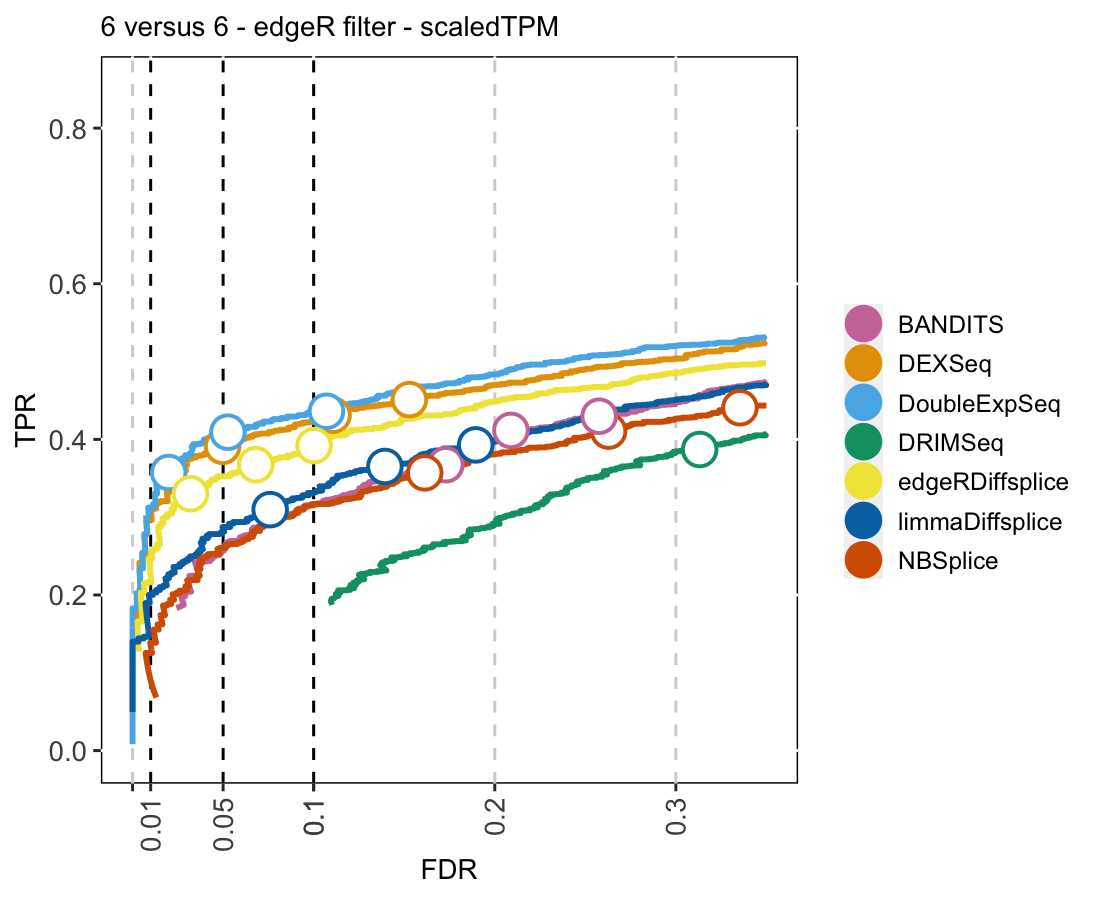 6 versus 6 - edgeR filter - scaledTPM
TPR
0.8
0.6
0.4
0.2
0.0
0.01
0.05
0.1
0.2
0.3
FDR
BANDITS
DEXSeq
DoubleExpSeq
DRIMSeq
edgeRDiffsplice
limmaDiffsplice
NBSplice